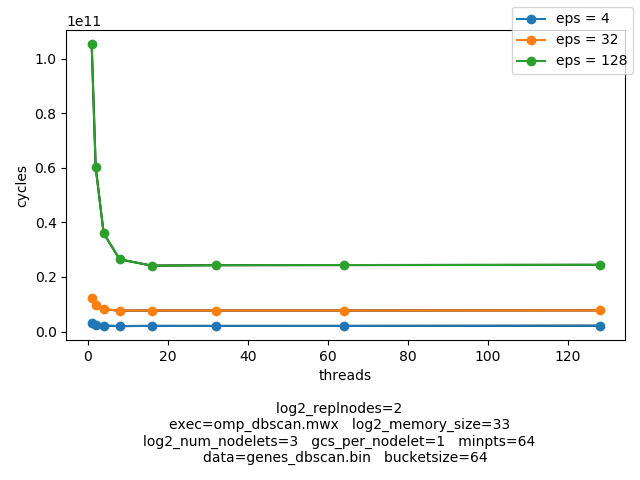 1e11
eps = 4
eps = 32
eps = 128
1.0
0.8
0.6
0.4
0.2
0.0
cycles
0 20 40 60 80 100 120
threads
log2_replnodes=2
exec=omp_dbscan.mwx log2_memory_size=33
log2_num_nodelets=3 gcs_per_nodelet=1 minpts=64
data=genes_dbscan.bin bucketsize=64